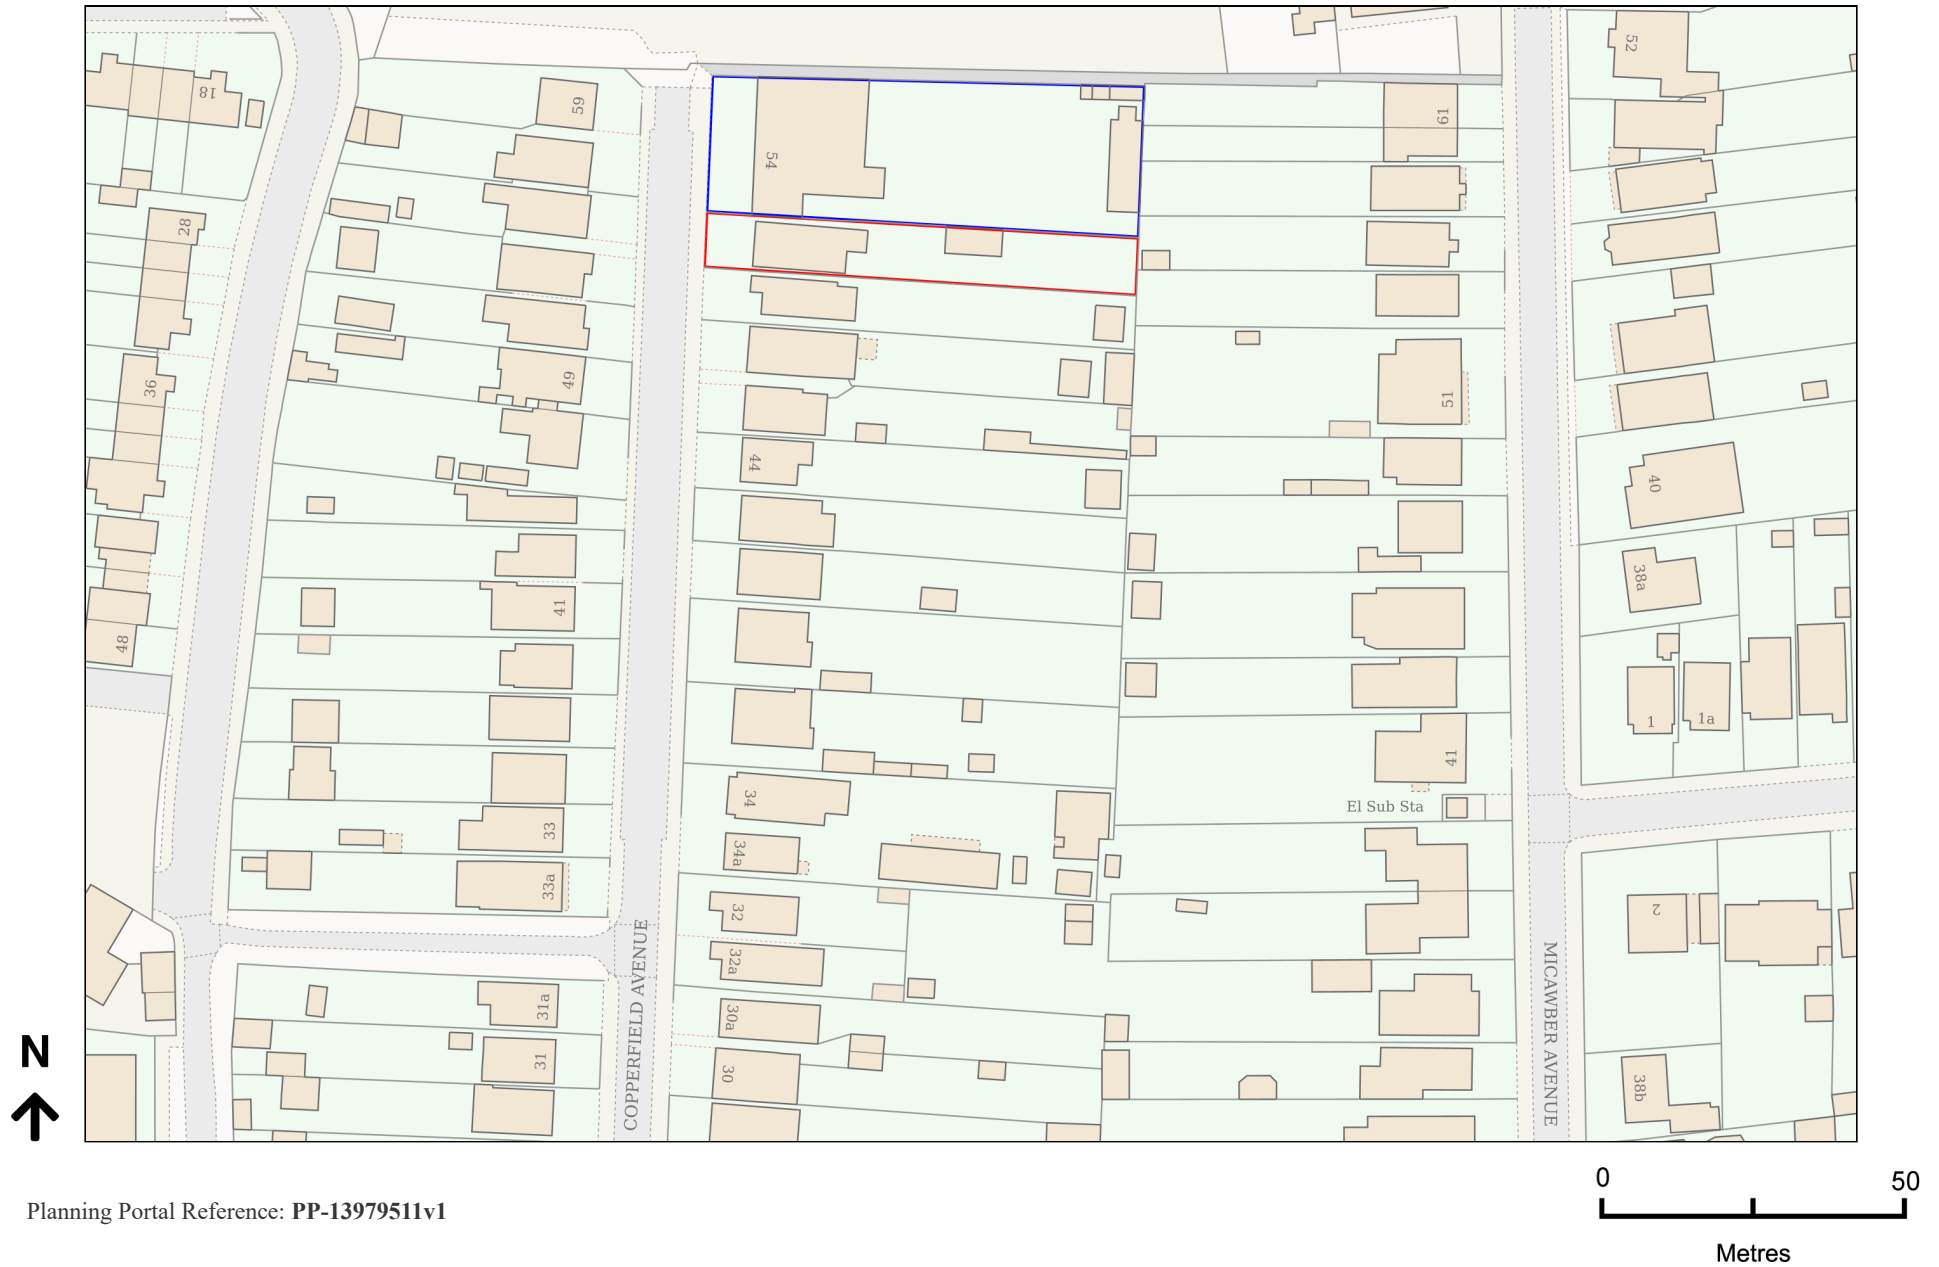 52
59
18
61
54
28
49
36
51
44
40
38a
41
48
1
1a
41
34
El Sub Sta
33
34a
33a
32
2
COPPERFIELD AVENUE
32a
MICAWBER AVENUE
31a
30a
31
30
38b
N
0
50
Metres
Planning Portal Reference: PP-13979511v1